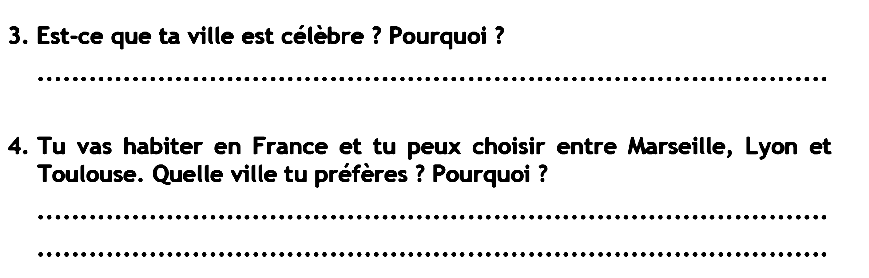 3. Est-ce que ta ville est célèbre ? Pourquoi ?
........................................................................................................
4. Tu vas habiter en France et tu peux choisir entre Marseille, Lyon et
Toulouse. Quelle ville tu préfères ? Pourquoi ?
........................................................................................................
........................................................................................................